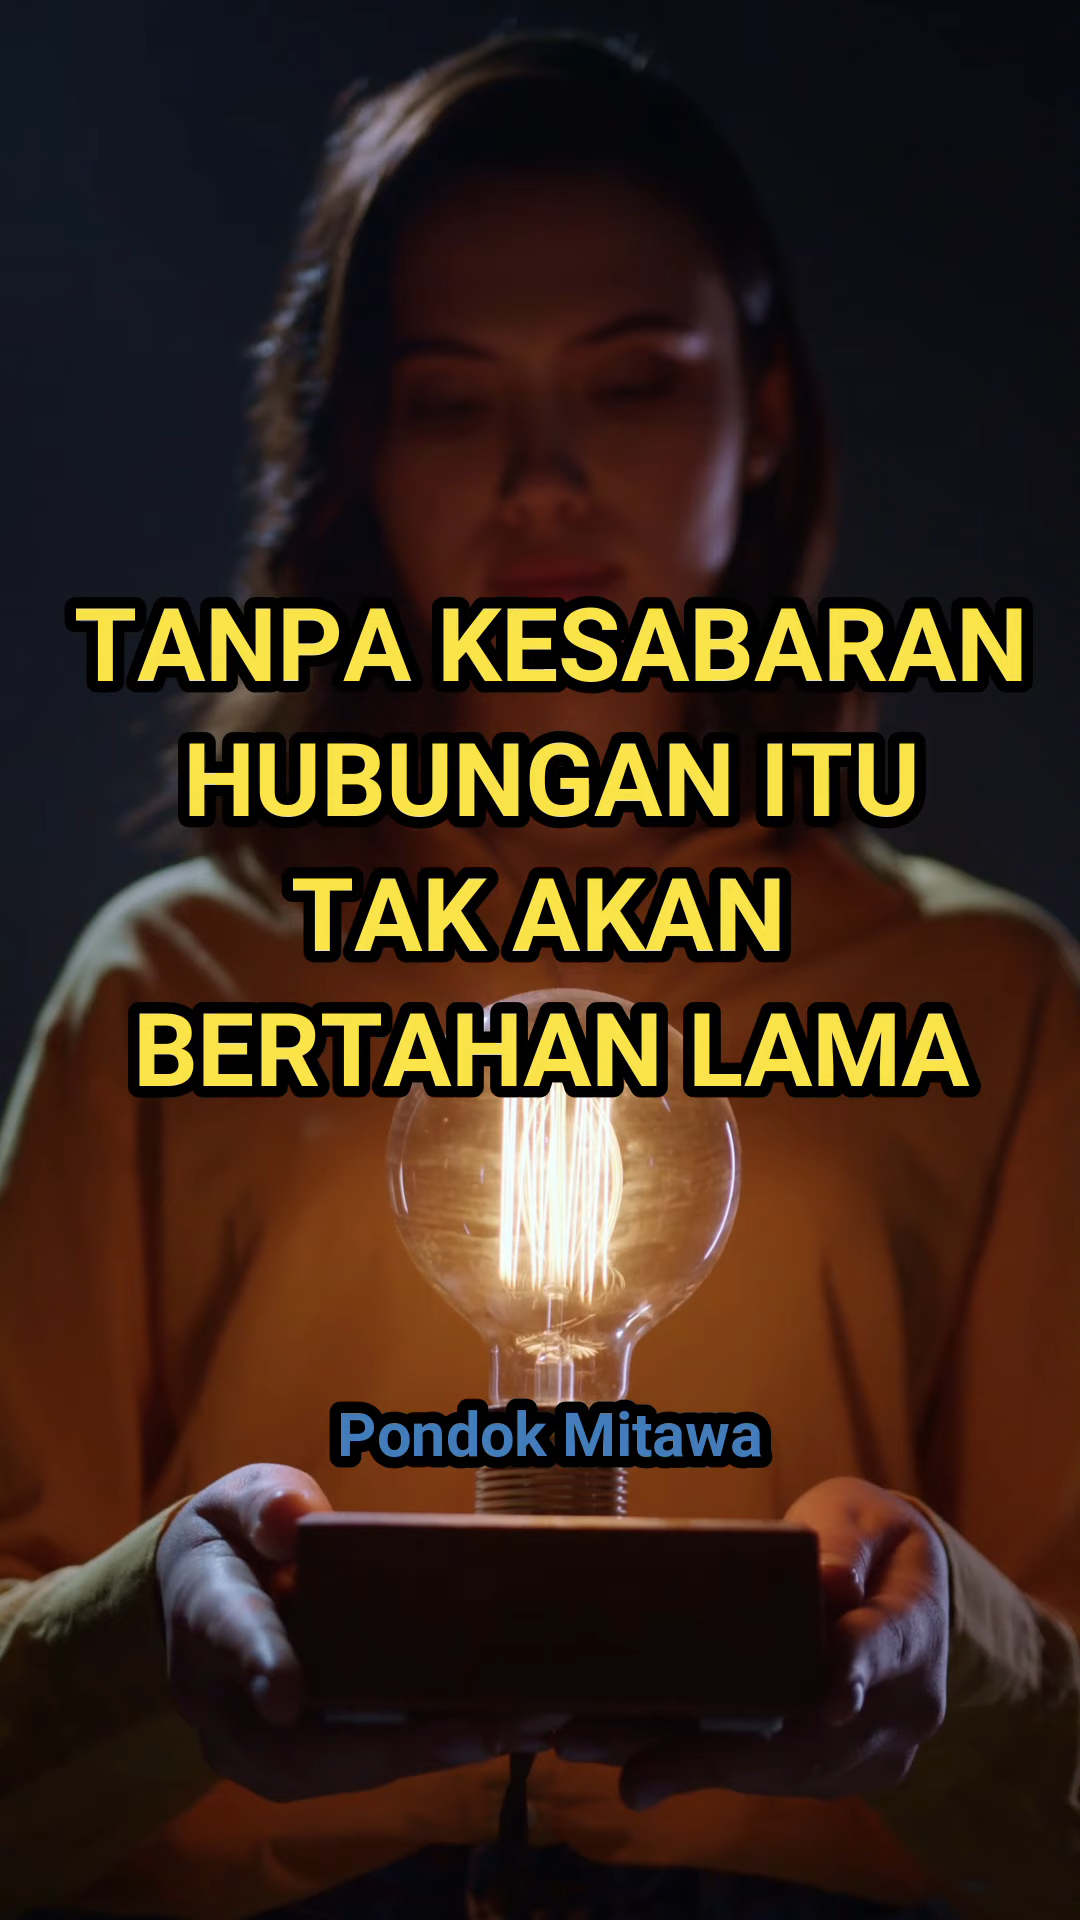 TANPA KESABARAN
HUBUNGAN ITU
TAK AKAN
BERTAHAN LAMA
Pondok Mitawa